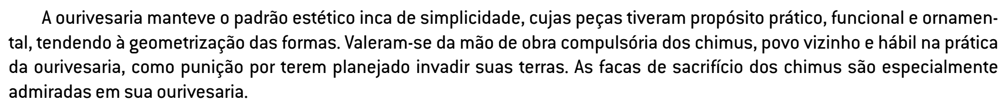 A ourivesaria manteve o padrão estético inca de simplicidade, cujas peças tiveram propósito prático, funcional e ornamen-
tal, tendendo à geometrização das formas. Valeram-se da mão de obra compulsória dos chimus, povo vizinho e hábil na prática
da ourivesaria, como punição por terem planejado invadir suas terras. As facas de sacrifício dos chimus são especialmente
admiradas em sua ourivesaria.